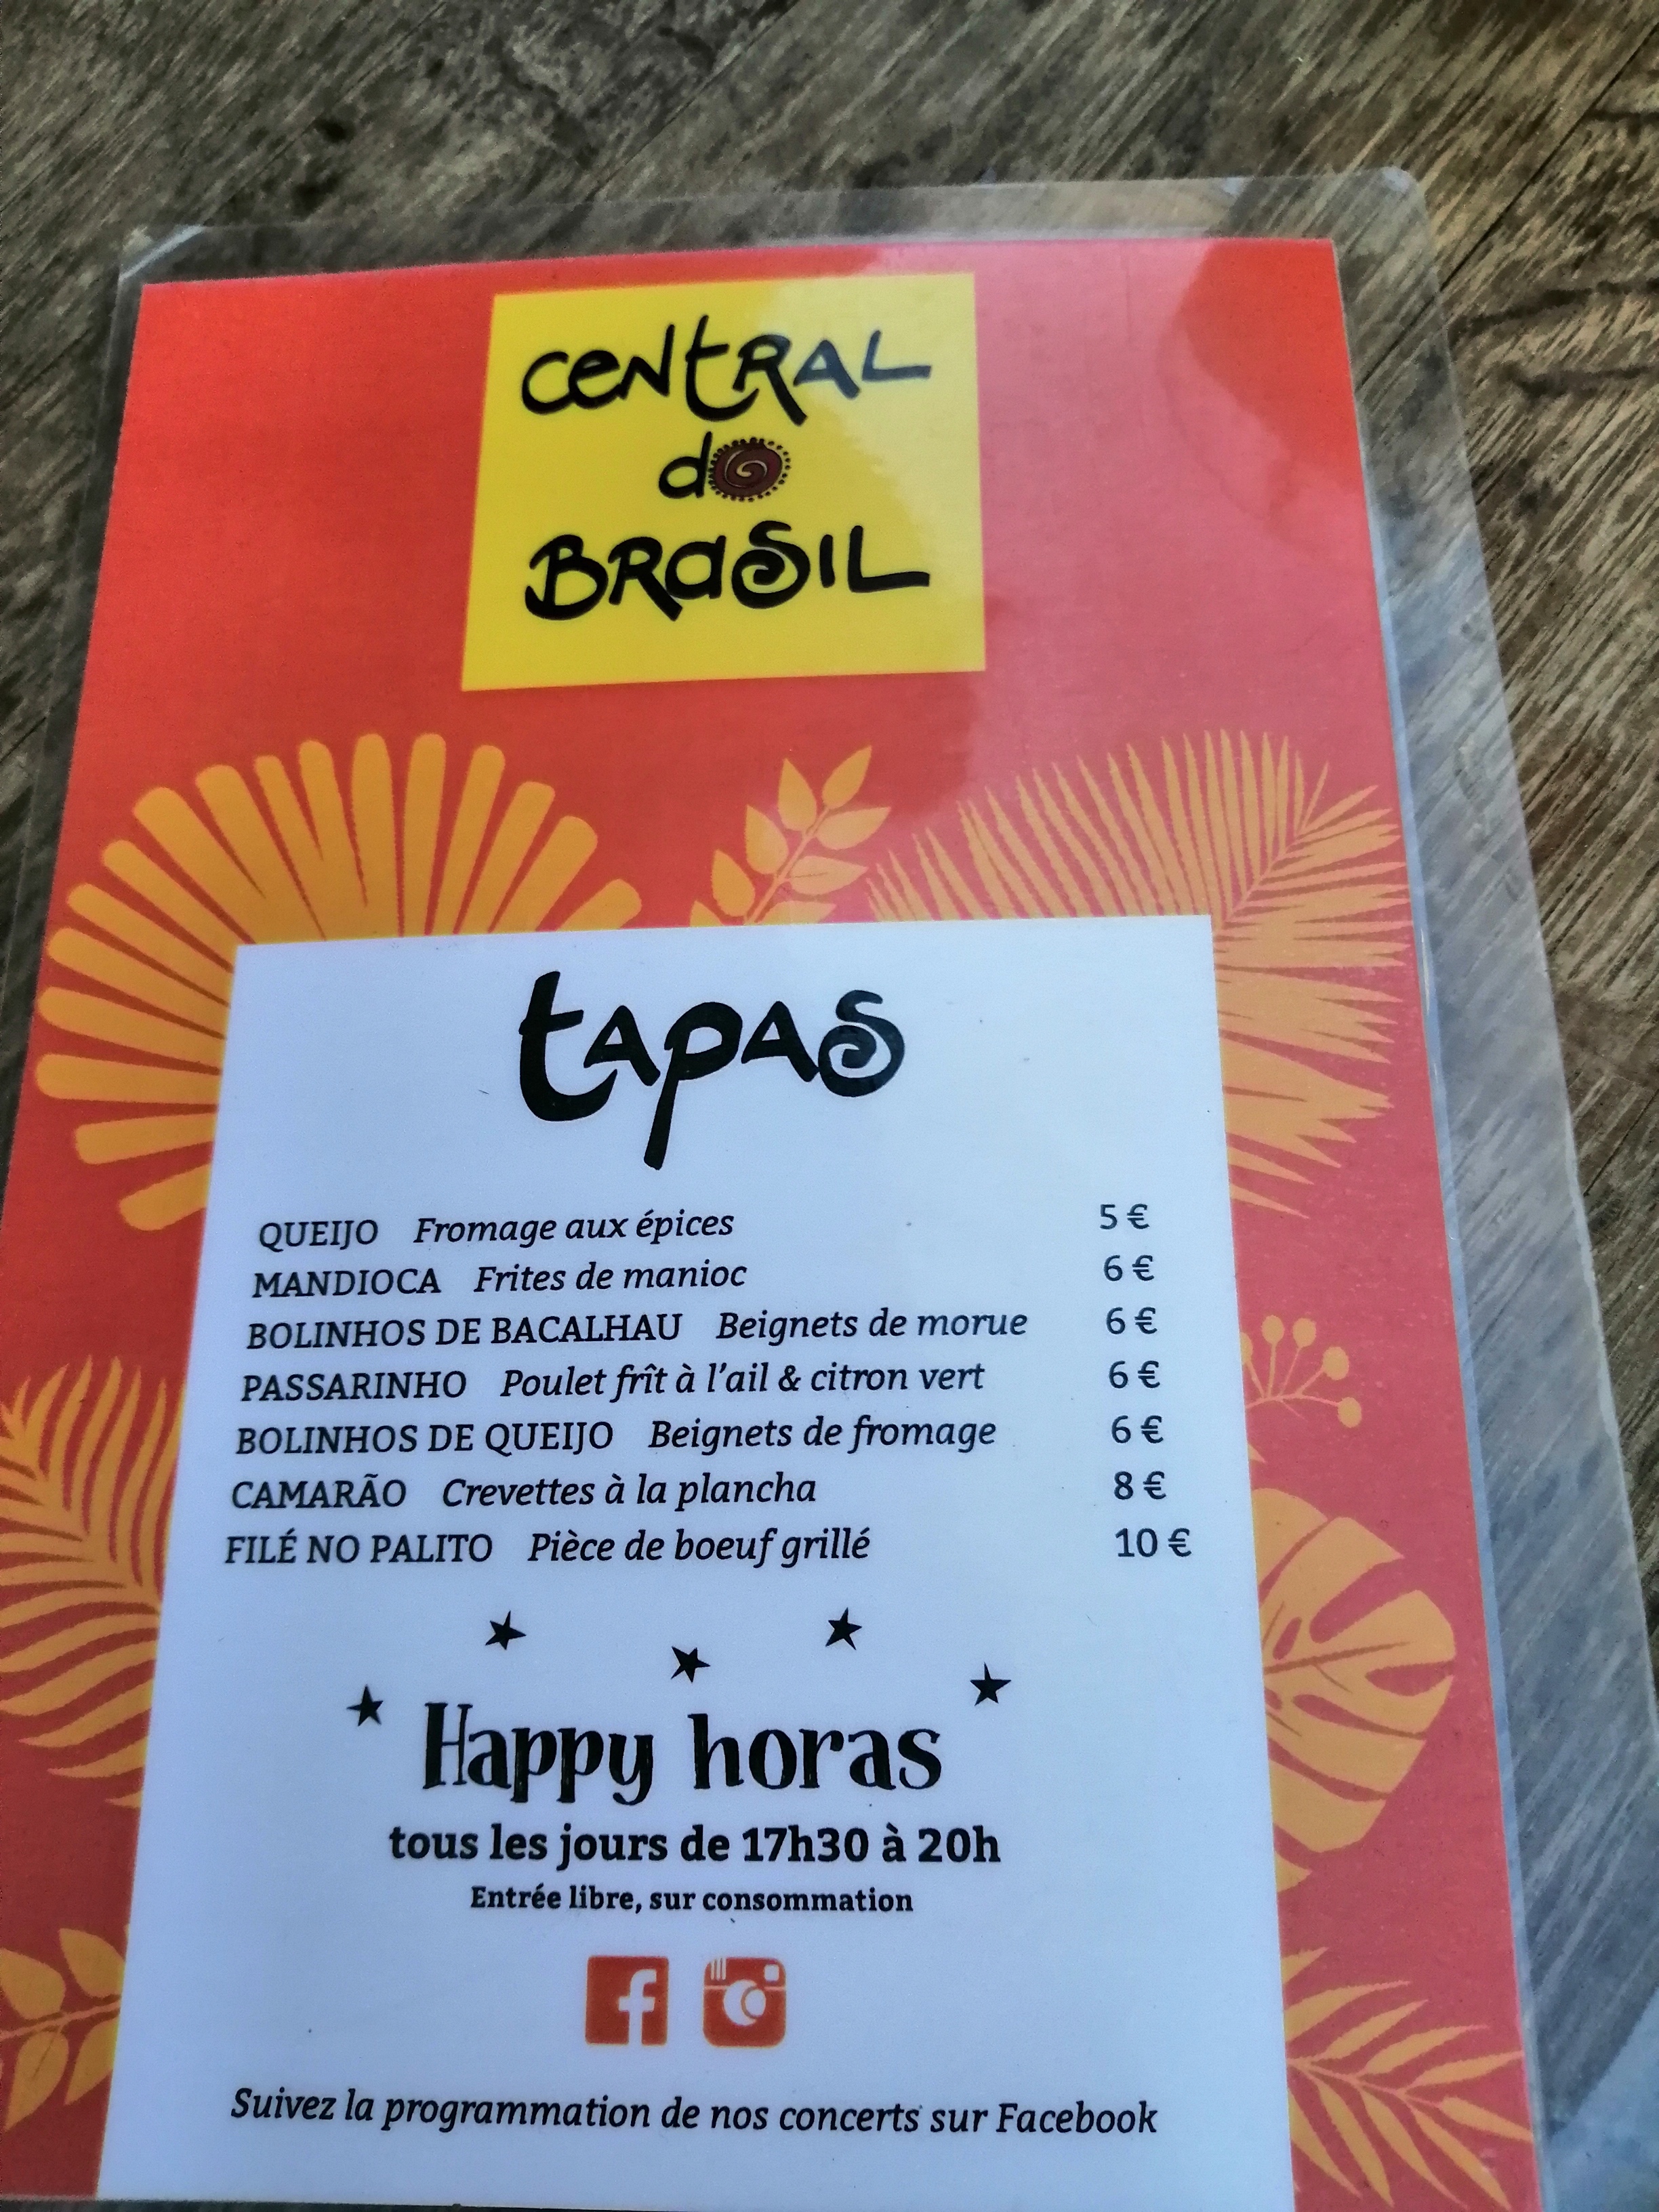 CENTRAL
do
BRASIL
tapas
QUEIJO Fromage aux épices 5 €
MANDIOCA Frites de manioc 6 €
BOLINHOS DE BACALHAU Beignets de morue 6 €
PASSARINHO Poulet frît à l'ail & citron vert 6 €
BOLINHOS DE QUEIJO Beignets de fromage 6 €
CAMARÃO Crevettes à la plancha 8 €
FILÉ NO PALITO Pièce de boeuf grillé 10 €
Happy horas
tous les jours de 17h30 à 20h
Entrée libre, sur consommation
Suivez la programmation de nos concerts sur Facebook